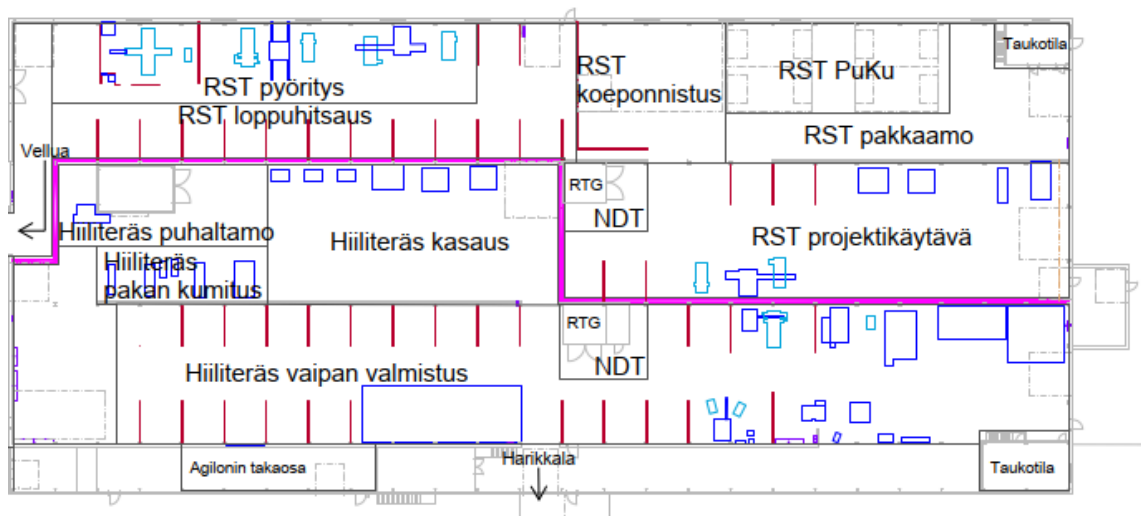 Taukotila
RST pyöritys
RST loppuhitsaus
RST
koeponnistus
RST PuKu
RST pakkaamo
Vellua
RTG
NDT
Hiiliteräs puhaltamo
Hiiliteräs kasaus
RST projektikäytävä
Hiiliteräs
pakan kumitus
RTG
NDT
Hiiliteräs vaipan valmistus
Agilonin takaosa
Harikkala
Taukotila